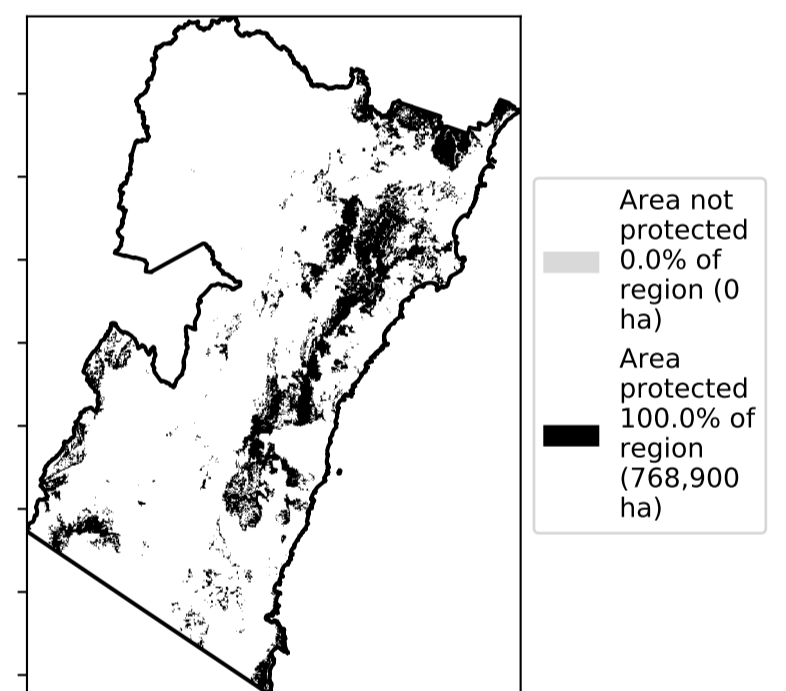 Area not
protected
0.0% of
region (0
ha)
Area
protected
100.0% of
region
(768,900
ha)